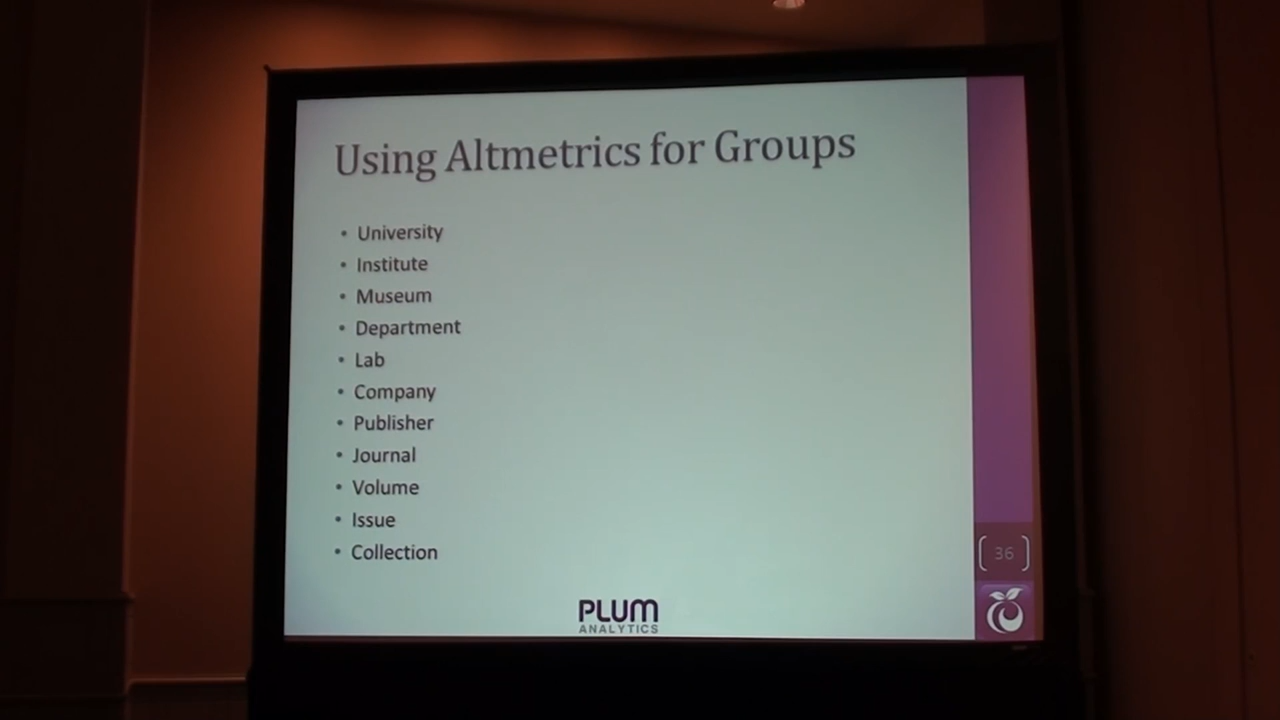 Using Altmetrics for Groups
• University
• Institute
• Museum
• Department
• Lab
• Company
• Publisher
• Journal
• Volume
• Issue
• Collection
36
PLUM
ANALYTICS